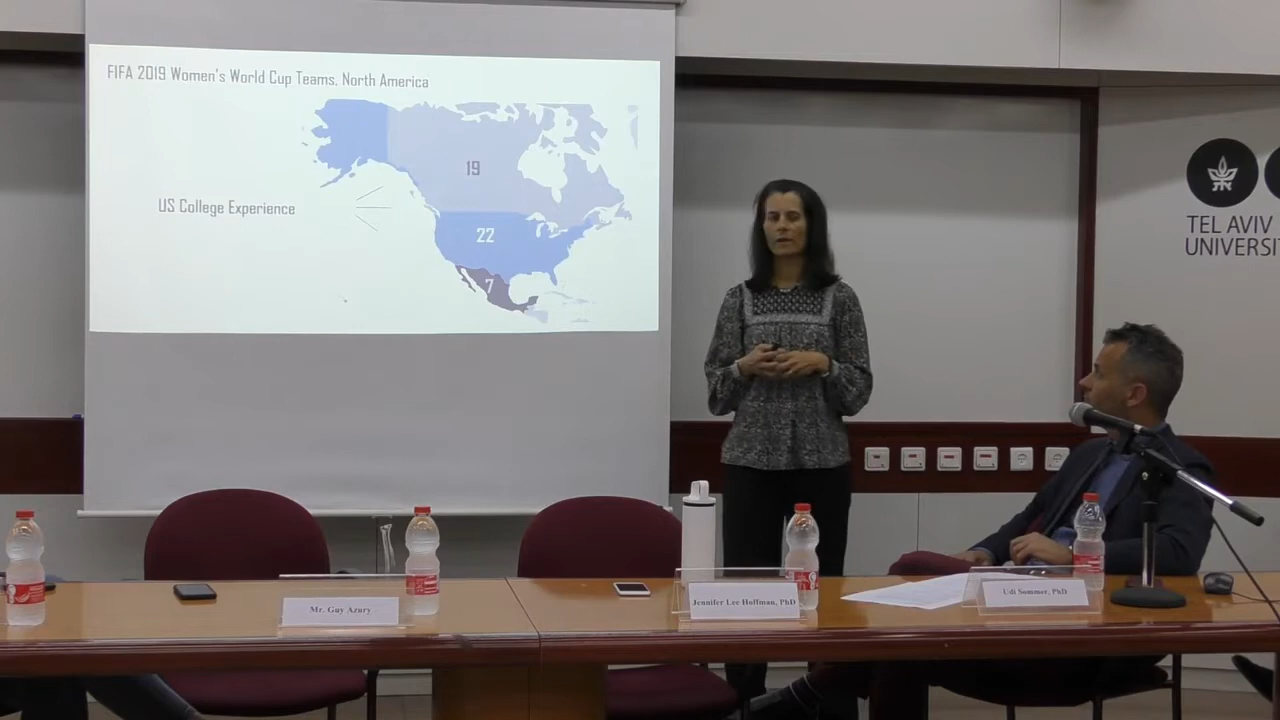 FIFA 2019 Women's World Cup Teams, North America
19
US College Experience
22
7
TEL AVIV
UNIVERSI
Mr. Guy Azury
Jennifer Lee Hoffman, PhD
Udi Sommer, PhD